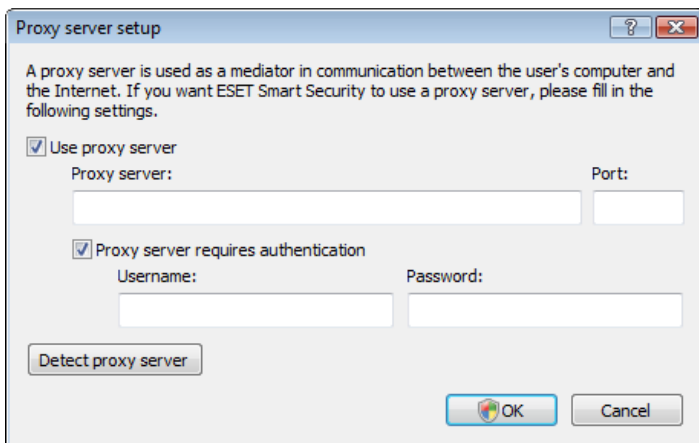 Proxy server setup
?
A proxy server is used as a mediator in communication between the user's computer and
the Internet. If you want ESET Smart Security to use a proxy server, please fill in the
following settings.
Use proxy server
Proxy server: Port:
Proxy server requires authentication
Username: Password:
Detect proxy server
OK Cancel